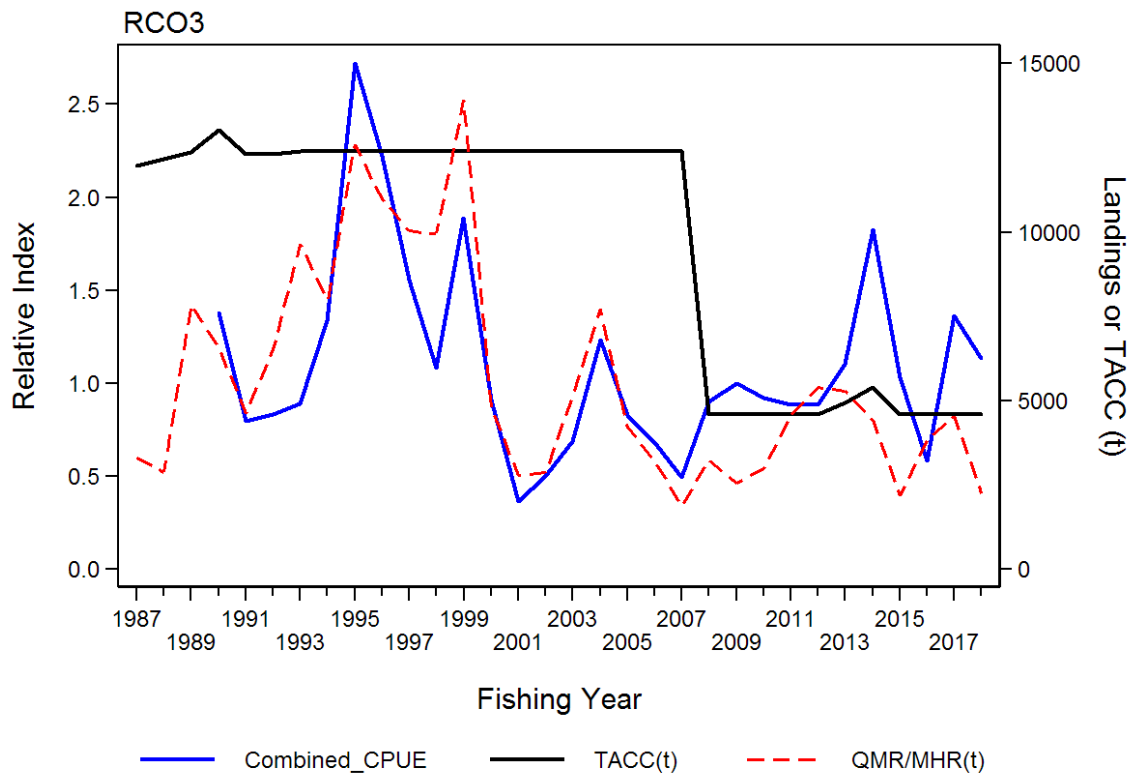 RCO3
Relative Index
2.5
2.0
1.5
1.0
0.5
0.0
15000
10000
5000
0
Landings or TACC (t)
1987 1991 1995 1999 2003 2007 2011 2015
1989 1993 1997 2001 2005 2009 2013 2017
Fishing Year
Combined_CPUE TACC(t) QMR/MHR(t)